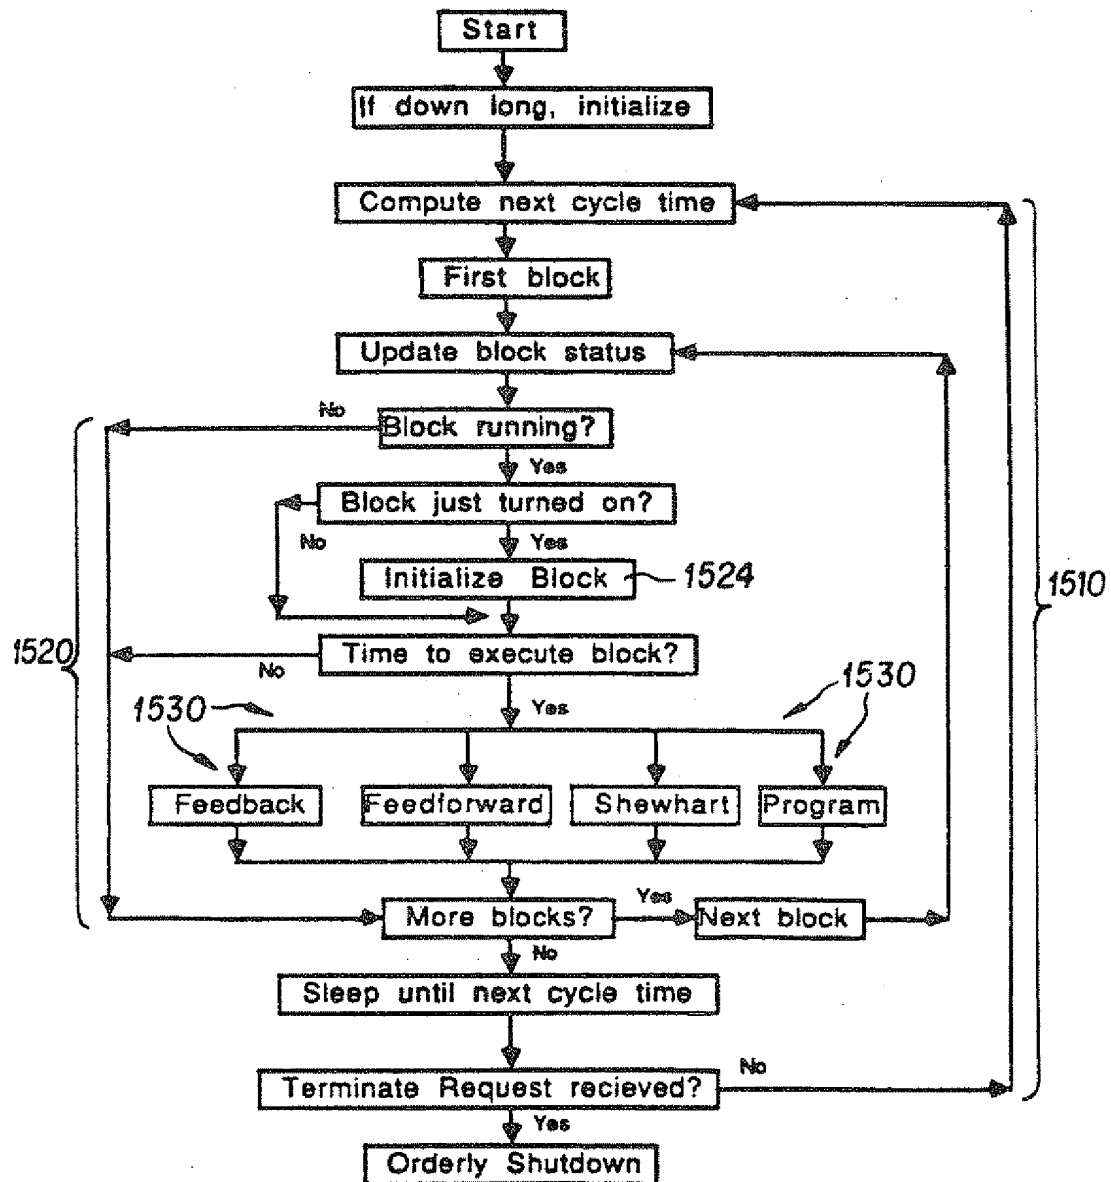 Start
If down long, initialize
Compute next cycle time
First block
Update block status
No
Block running?
Yes
Block just turned on?
No
Yes
Initialize Block
1524
1510
1520
Time to execute block?
No
Yes
1530
1530
Feedback
Feedforward
Shewhart
Program
More blocks?
Yes
Next block
No
Sleep until next cycle time
Terminate Request recieved?
No
Yes
Orderly Shutdown